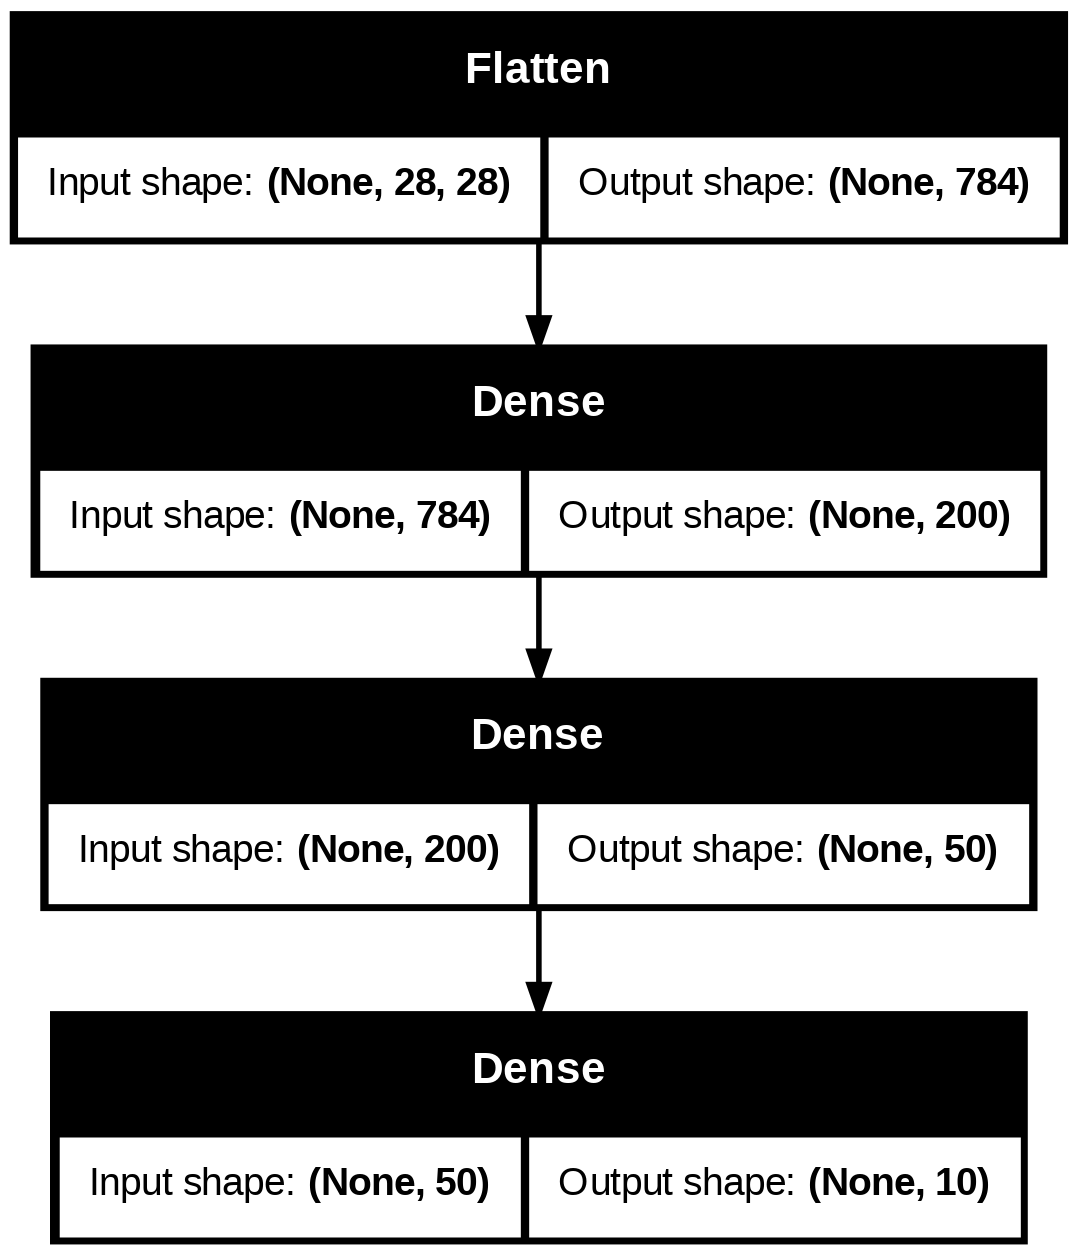 Flatten
Input shape: (None, 28, 28) Output shape: (None, 784)
Dense
Input shape: (None, 784) Output shape: (None, 200)
Dense
Input shape: (None, 200) Output shape: (None, 50)
Dense
Input shape: (None, 50) Output shape: (None, 10)